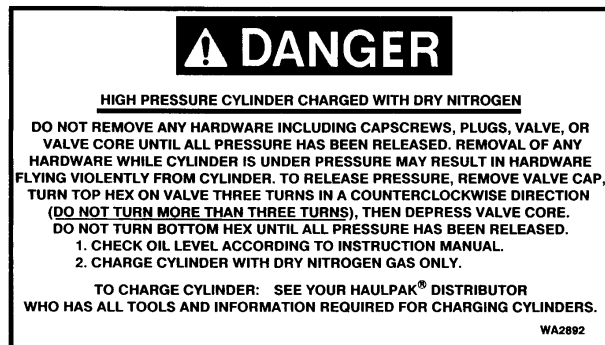 DANGER
HIGH PRESSURE CYLINDER CHARGED WITH DRY NITROGEN
DO NOT REMOVE ANY HARDWARE INCLUDING CAPSCREWS, PLUGS, VALVE, OR
VALVE CORE UNTIL ALL PRESSURE HAS BEEN RELEASED. REMOVAL OF ANY
HARDWARE WHILE CYLINDER IS UNDER PRESSURE MAY RESULT IN HARDWARE
FLYING VIOLENTLY FROM CYLINDER. TO RELEASE PRESSURE, REMOVE VALVE CAP,
TURN TOP HEX ON VALVE THREE TURNS IN A COUNTERCLOCKWISE DIRECTION
(DO NOT TURN MORE THAN THREE TURNS), THEN DEPRESS VALVE CORE.
DO NOT TURN BOTTOM HEX UNTIL ALL PRESSURE HAS BEEN RELEASED.
1. CHECK OIL LEVEL ACCORDING TO INSTRUCTION MANUAL.
2. CHARGE CYLINDER WITH DRY NITROGEN GAS ONLY.
TO CHARGE CYLINDER: SEE YOUR HAULPAK® DISTRIBUTOR
WHO HAS ALL TOOLS AND INFORMATION REQUIRED FOR CHARGING CYLINDERS.
WA2892